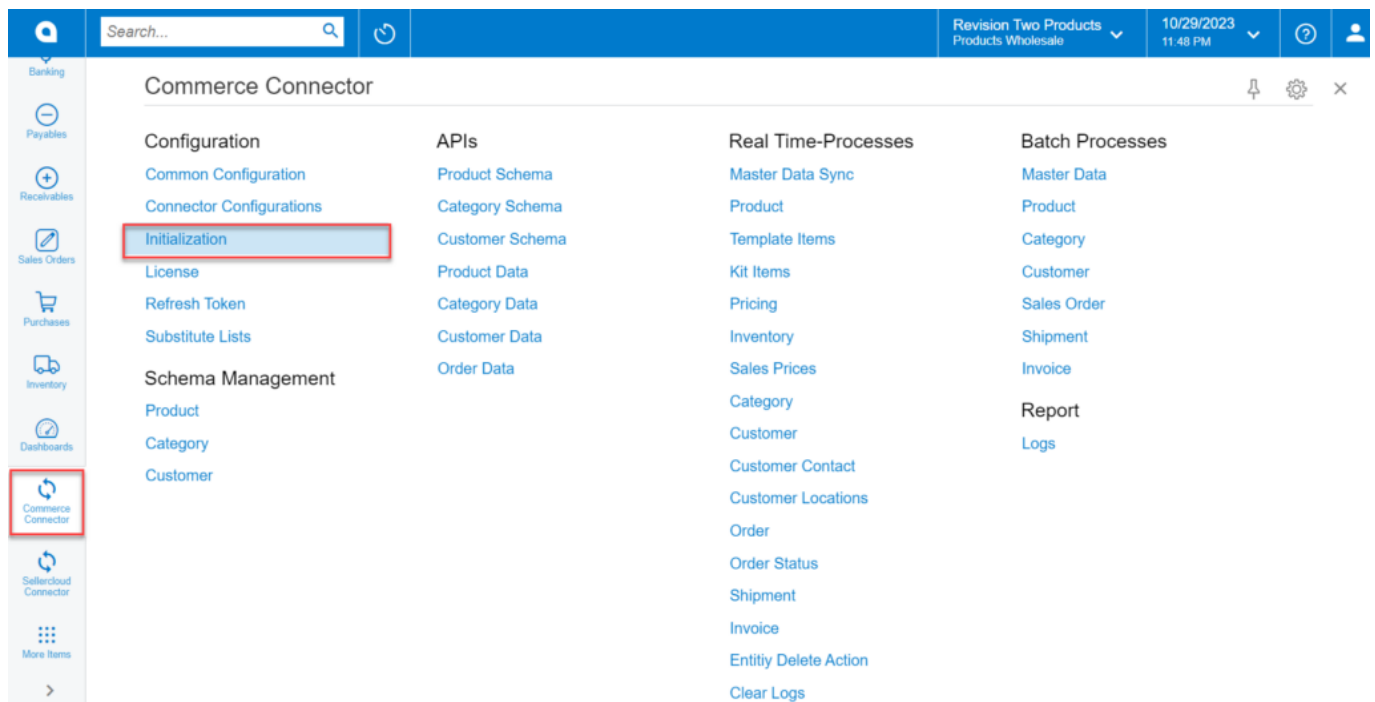 Search...
Revision Two Products
Products Wholesale
10/29/2023
11:48 PM
Banking
Payables
Receivables
Sales Orders
Purchases
Inventory
Dashboards
Commerce
Connector
Sellercloud
Connector
More Items
Commerce Connector
Configuration
Common Configuration
Connector Configurations
Initialization
License
Refresh Token
Substitute Lists
Schema Management
Product
Category
Customer
APIs
Product Schema
Category Schema
Customer Schema
Product Data
Category Data
Customer Data
Order Data
Real Time-Processes
Master Data Sync
Product
Template Items
Kit Items
Pricing
Inventory
Sales Prices
Category
Customer
Customer Contact
Customer Locations
Order
Order Status
Shipment
Invoice
Entitiy Delete Action
Clear Logs
Batch Processes
Master Data
Product
Category
Customer
Sales Order
Shipment
Invoice
Report
Logs